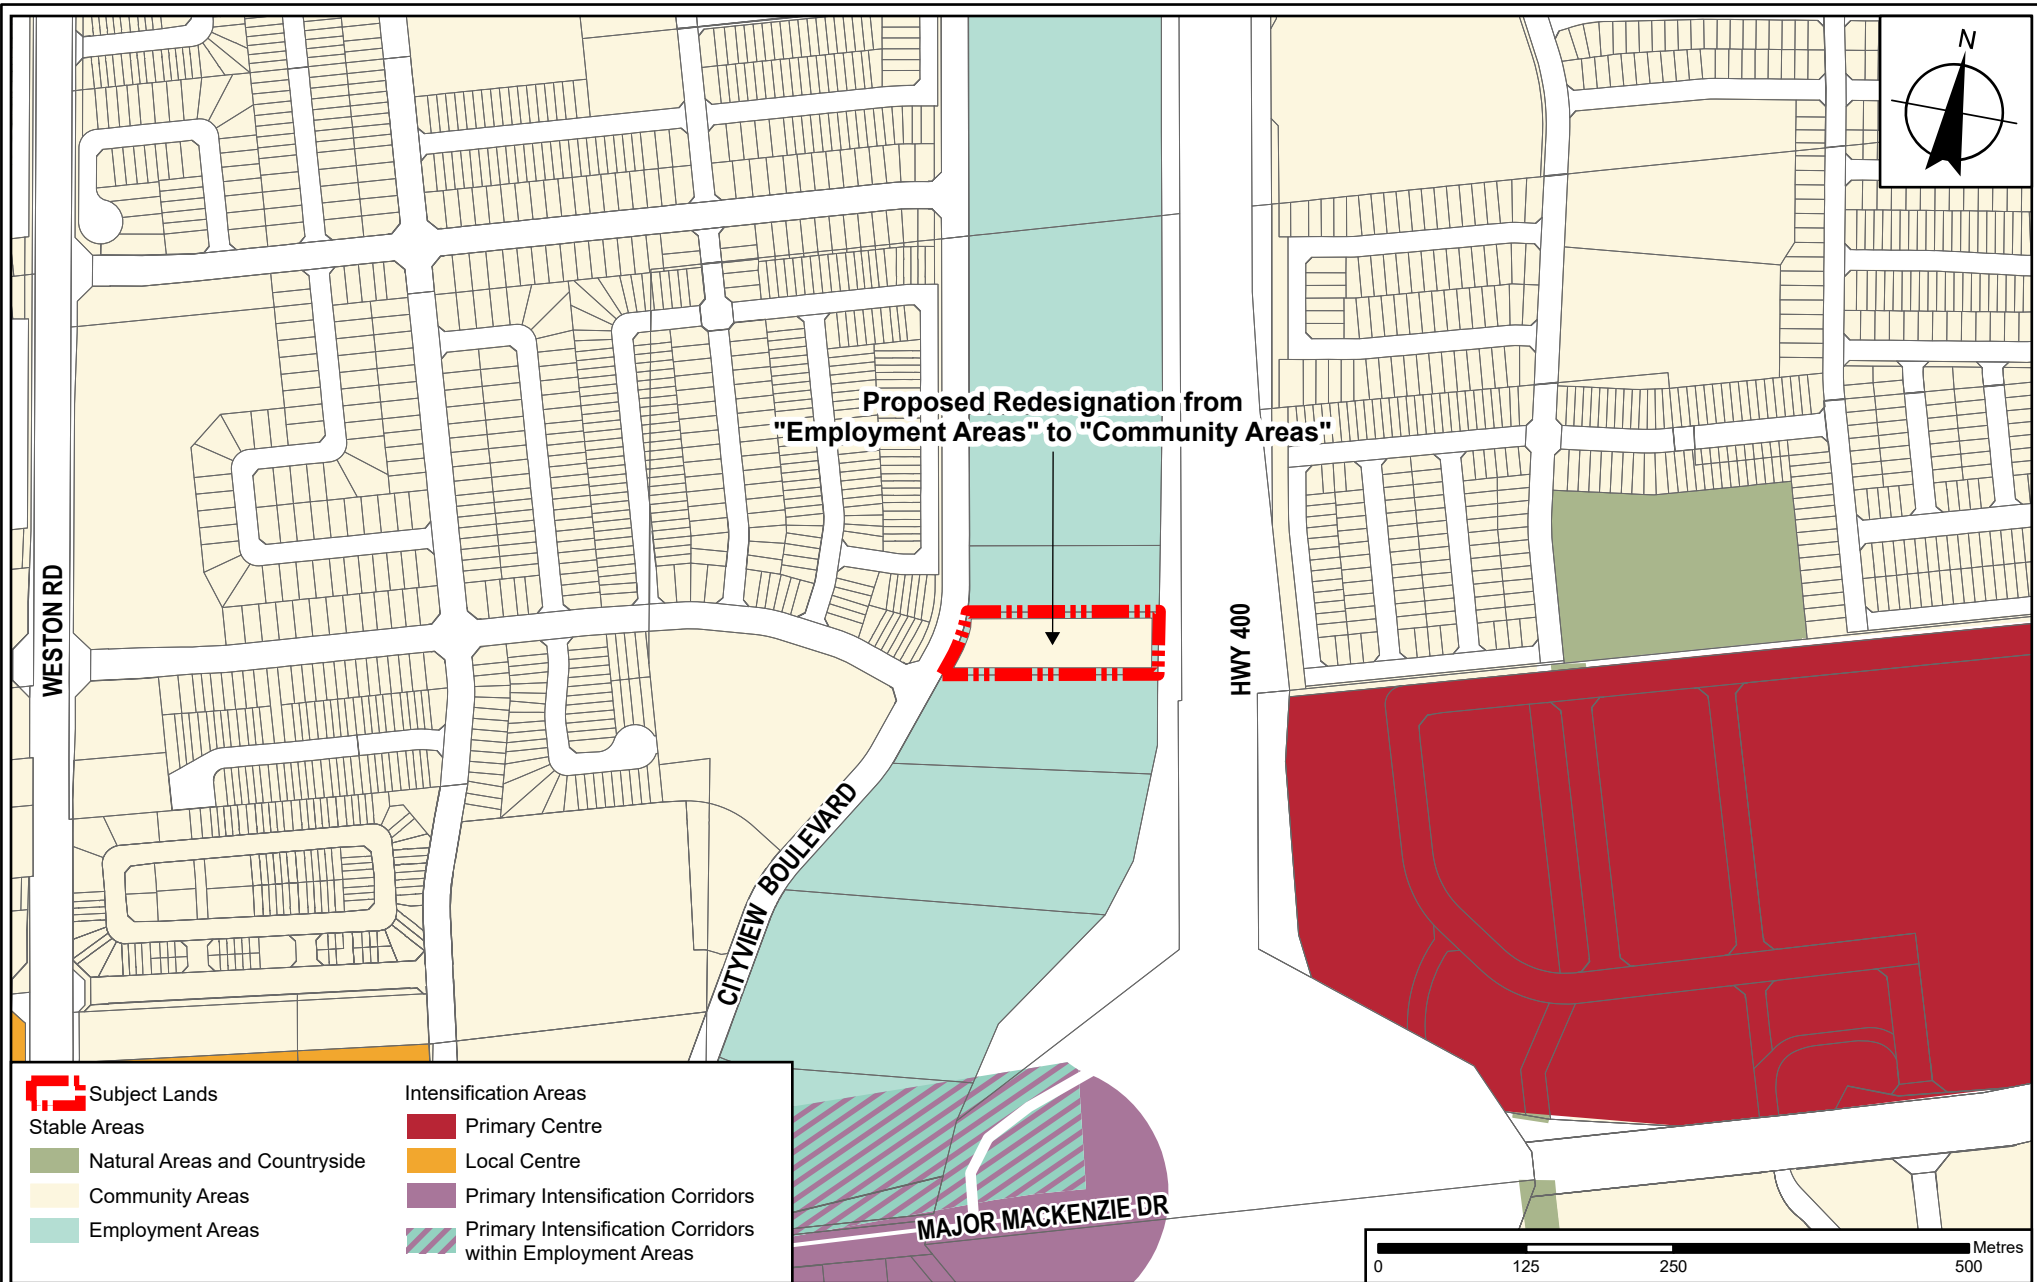 N
Proposed Redesignation from
"Employment Areas" to "Community Areas"
WESTON RD
HWY 400
CITYVIEW BOULEVARD
MAJOR MACKENZIE DR
Subject Lands
Stable Areas
Natural Areas and Countryside
Community Areas
Employment Areas
Intensification Areas
Primary Centre
Local Centre
Primary Intensification Corridors
Primary Intensification Corridors
within Employment Areas
Metres
0 125 250 500